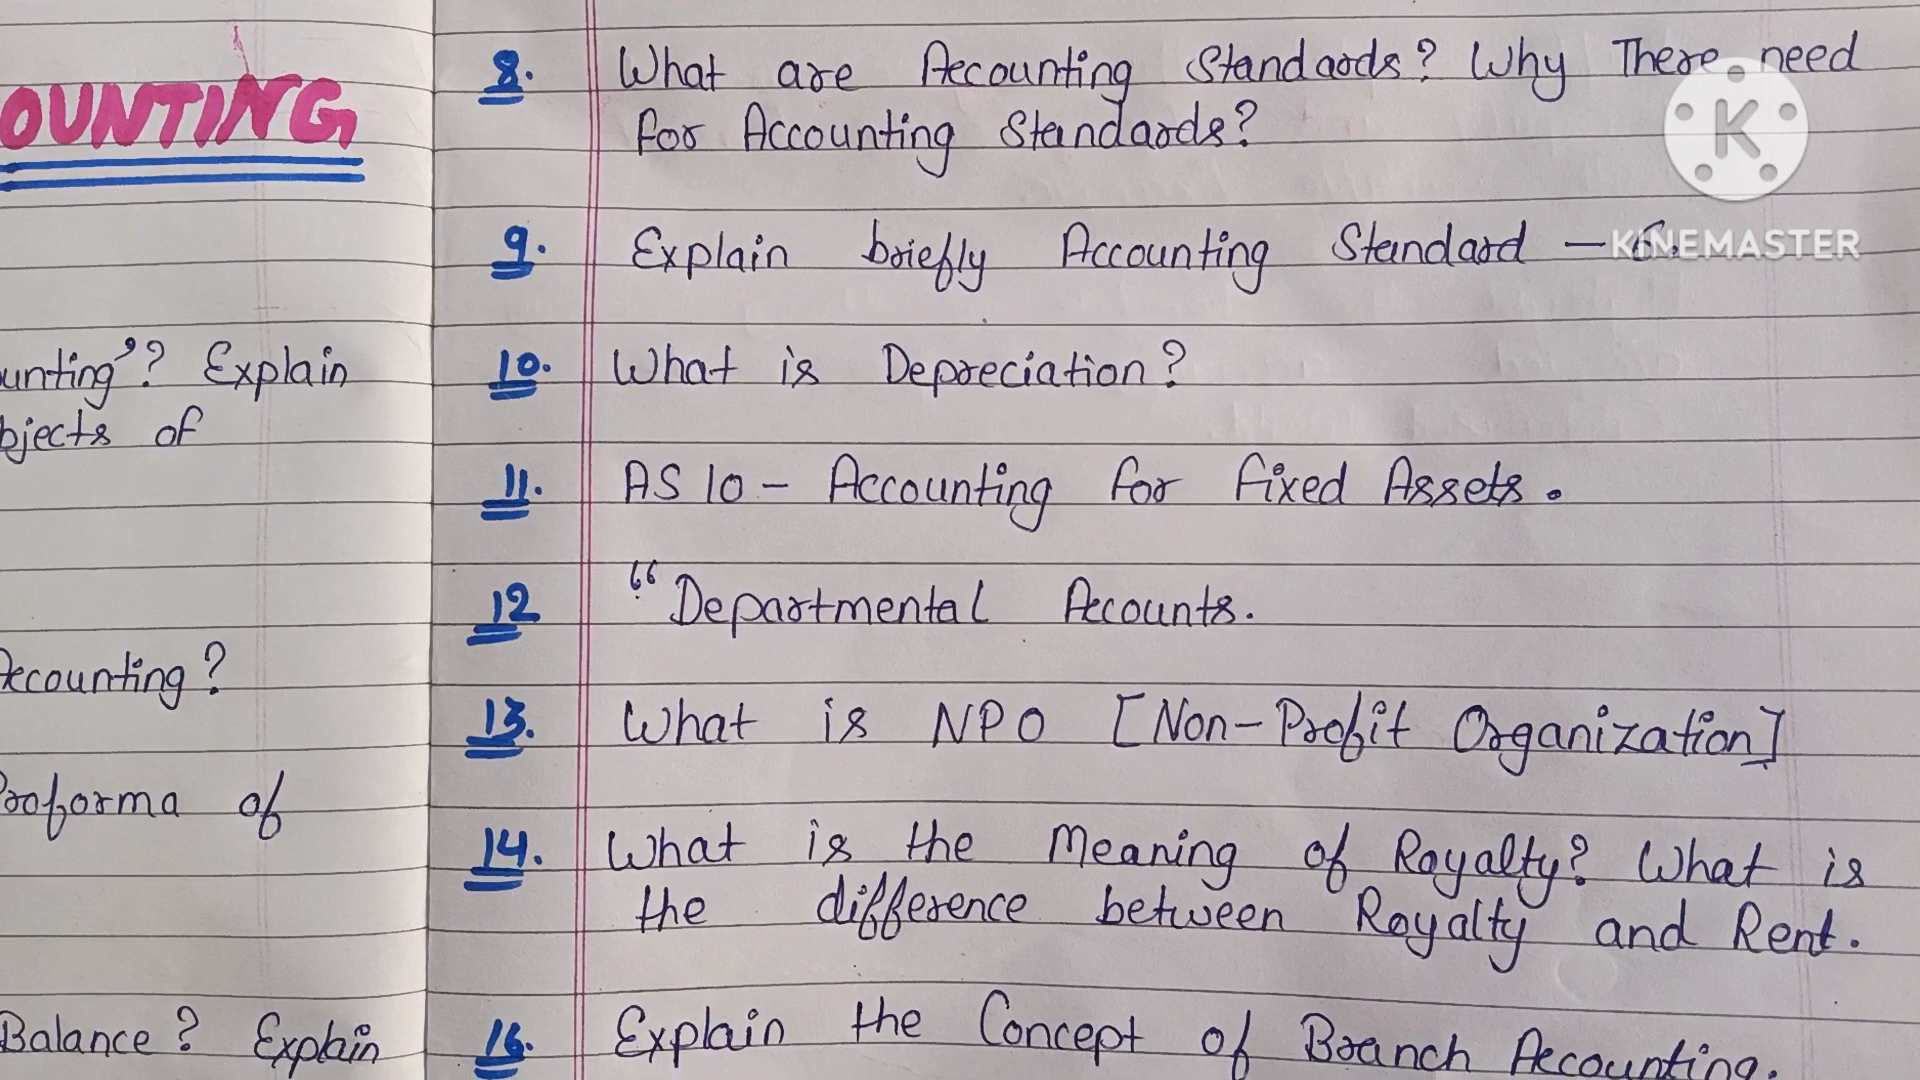 OUNTING
unting’? Explain
bjects of
Accounting?
Proforma of
Balance? Explain
8. What are Accounting Standards? Why There need
for Accounting Standards?
9. Explain briefly Accounting Standard –
KINEMASTER
10. What is Depreciation?
11. AS 10 – Accounting for Fixed Assets.
12 “Departmental Accounts.
13. What is NPO [Non-Profit Organization]
14. What is the Meaning of Royalty? What is
the difference between Royalty and Rent.
16. Explain the Concept of Branch Accounting.